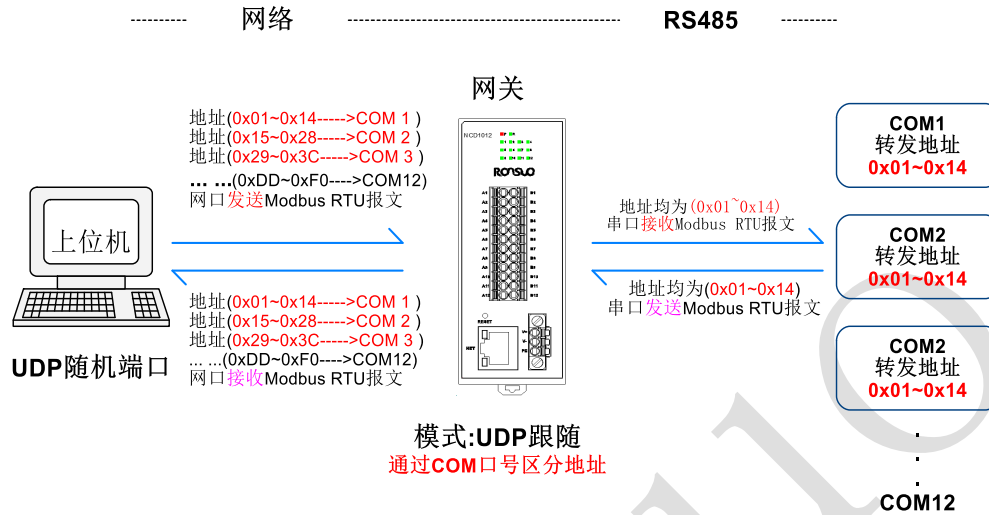 网络
RS485
网关
地址(0x01~0x14----->COM 1 )
地址(0x15~0x28----->COM 2 )
地址(0x29~0x3C----->COM 3 )
... ...(0xDD~0xF0---->COM12)
网口发送Modbus RTU报文
NCD1012
上位机
UDP随机端口
地址(0x01~0x14----->COM 1 )
地址(0x15~0x28----->COM 2 )
地址(0x29~0x3C----->COM 3 )
... ...(0xDD~0xF0---->COM12)
网口接收Modbus RTU报文
RESET
NET
V+
V-
PE
地址均为(0x01~0x14)
串口接收Modbus RTU报文
地址均为(0x01~0x14)
串口发送Modbus RTU报文
COM1
转发地址
0x01~0x14
COM2
转发地址
0x01~0x14
COM2
转发地址
0x01~0x14
COM12
模式:UDP跟随
通过COM口号区分地址